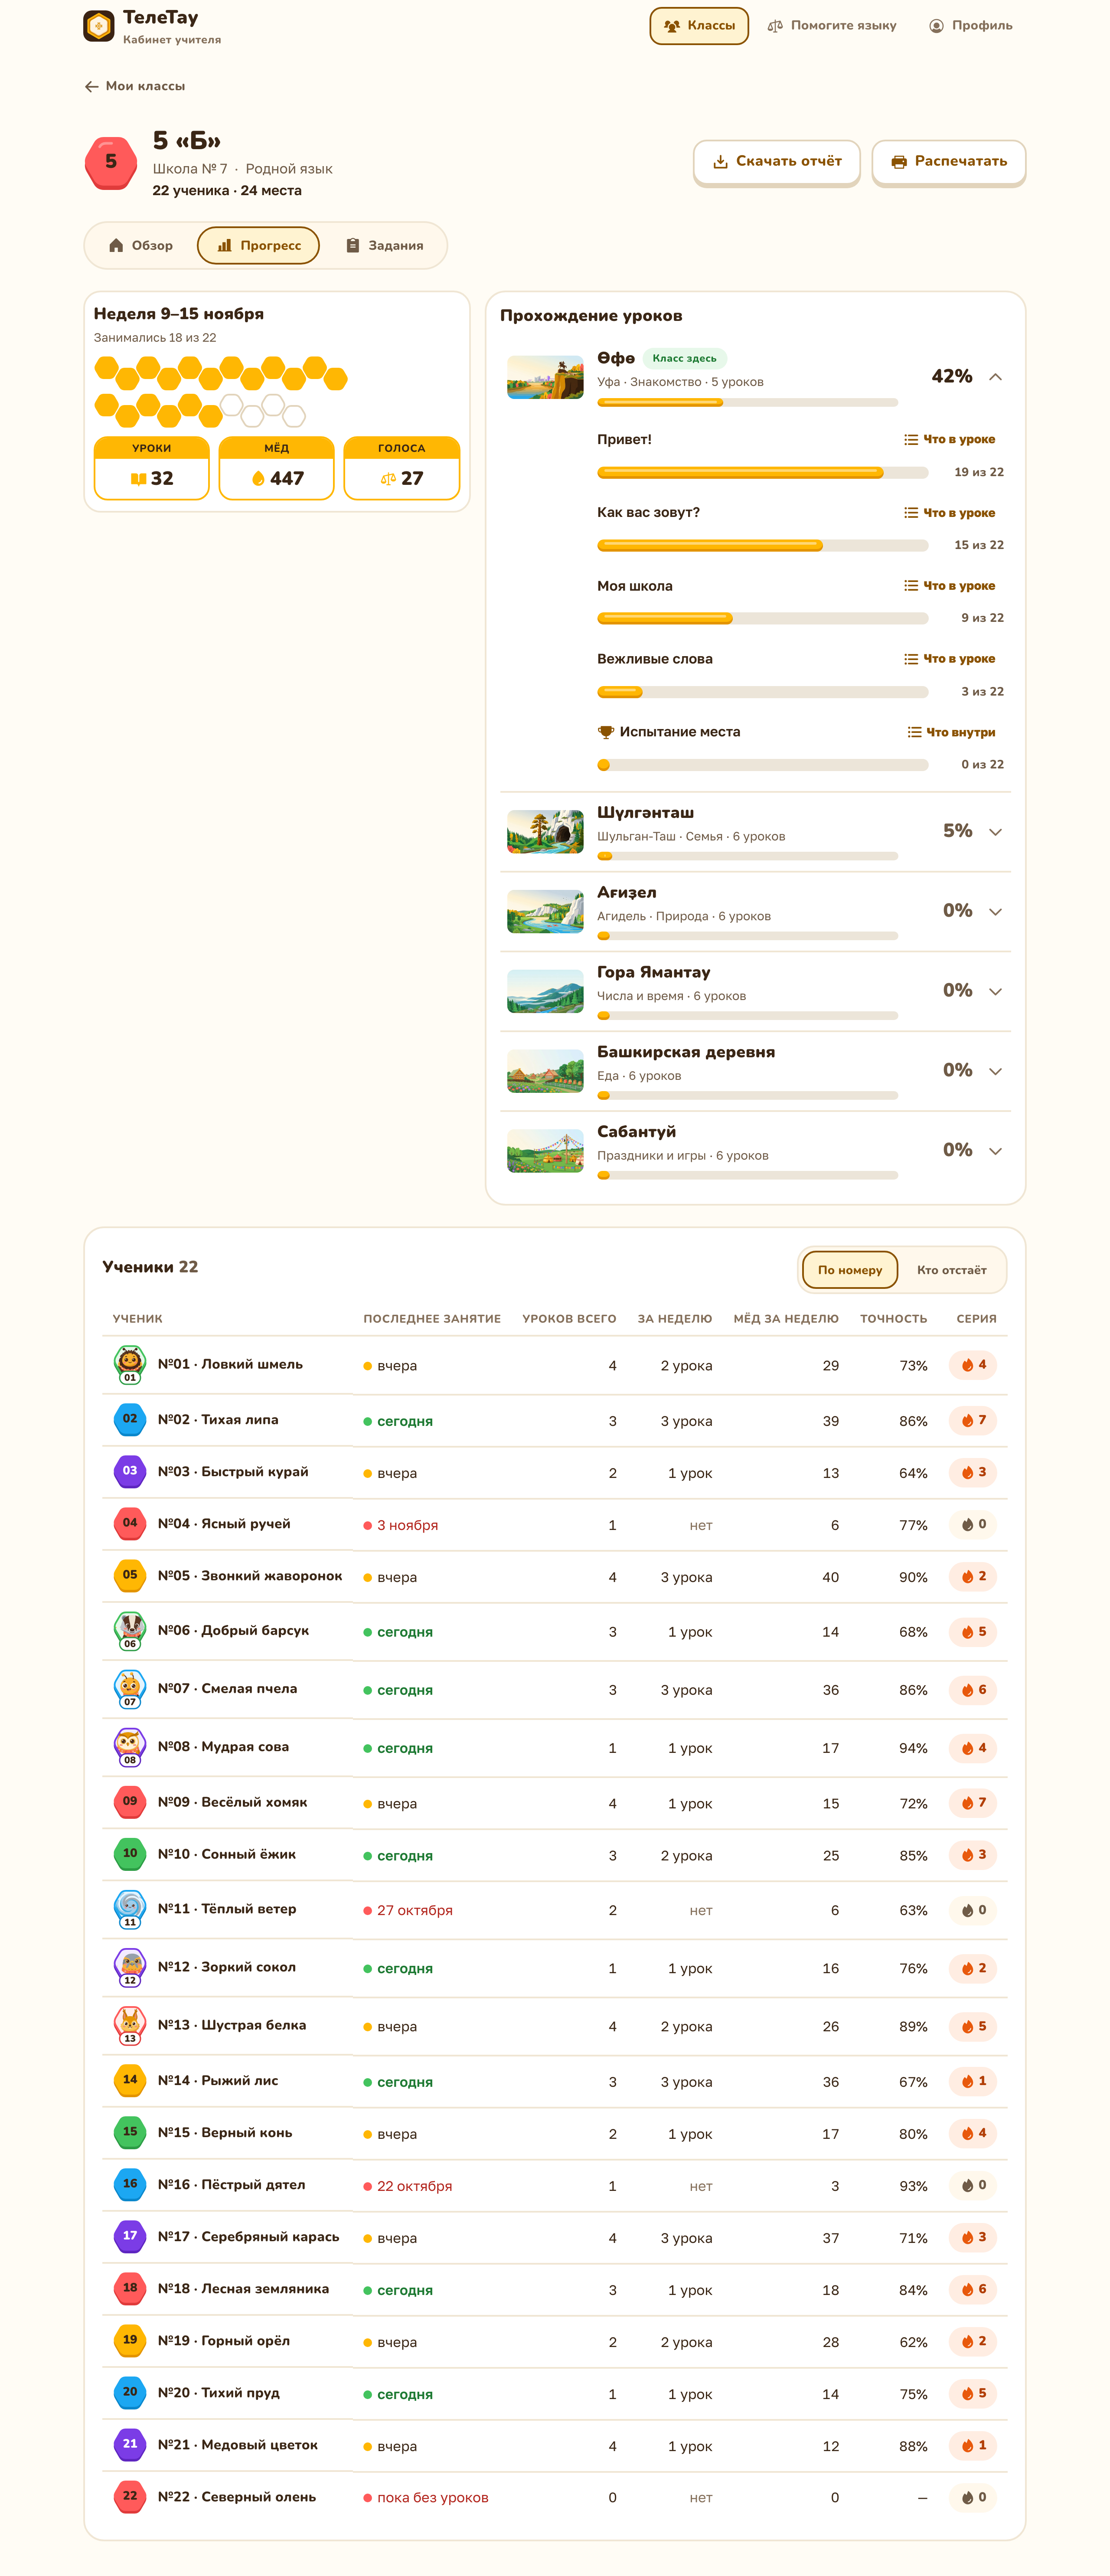 ТелеТау
Кабинет учителя
Классы
Помогите языку
Профиль
Мои классы
5
5 «Б»
Школа № 7 · Родной язык
22 ученика · 24 места
Скачать отчёт
Распечатать
Обзор
Прогресс
Задания
Неделя 9–15 ноября
Занимались 18 из 22
УРОКИ
32
МЁД
447
ГОЛОСА
27
Прохождение уроков
Өфө Класс здесь
Уфа · Знакомство · 5 уроков
42%
Привет! Что в уроке
19 из 22
Как вас зовут? Что в уроке
15 из 22
Моя школа Что в уроке
9 из 22
Вежливые слова Что в уроке
3 из 22
Испытание места Что внутри
0 из 22
Шүлгәнташ
Шульган-Таш · Семья · 6 уроков
5%
Ағиҙел
Агидель · Природа · 6 уроков
0%
Гора Ямантау
Числа и время · 6 уроков
0%
Башкирская деревня
Еда · 6 уроков
0%
Сабантуй
Праздники и игры · 6 уроков
0%
Ученики 22
По номеру
Кто отстаёт
УЧЕНИК ПОСЛЕДНЕЕ ЗАНЯТИЕ УРОКОВ ВСЕГО ЗА НЕДЕЛЮ МЁД ЗА НЕДЕЛЮ ТОЧНОСТЬ СЕРИЯ
01 №01 · Ловкий шмель вчера 4 2 урока 29 73% 4
02 №02 · Тихая липа сегодня 3 3 урока 39 86% 7
03 №03 · Быстрый курай вчера 2 1 урок 13 64% 3
04 №04 · Ясный ручей 3 ноября 1 нет 6 77% 0
05 №05 · Звонкий жаворонок вчера 4 3 урока 40 90% 2
06 №06 · Добрый барсук сегодня 3 1 урок 14 68% 5
07 №07 · Смелая пчела сегодня 3 3 урока 36 86% 6
08 №08 · Мудрая сова сегодня 1 1 урок 17 94% 4
09 №09 · Весёлый хомяк вчера 4 1 урок 15 72% 7
10 №10 · Сонный ёжик сегодня 3 2 урока 25 85% 3
11 №11 · Тёплый ветер 27 октября 2 нет 6 63% 0
12 №12 · Зоркий сокол сегодня 1 1 урок 16 76% 2
13 №13 · Шустрая белка вчера 4 2 урока 26 89% 5
14 №14 · Рыжий лис сегодня 3 3 урока 36 67% 1
15 №15 · Верный конь вчера 2 1 урок 17 80% 4
16 №16 · Пёстрый дятел 22 октября 1 нет 3 93% 0
17 №17 · Серебряный карась вчера 4 3 урока 37 71% 3
18 №18 · Лесная земляника сегодня 3 1 урок 18 84% 6
19 №19 · Горный орёл вчера 2 2 урока 28 62% 2
20 №20 · Тихий пруд сегодня 1 1 урок 14 75% 5
21 №21 · Медовый цветок вчера 4 1 урок 12 88% 1
22 №22 · Северный олень пока без уроков 0 нет 0 — 0